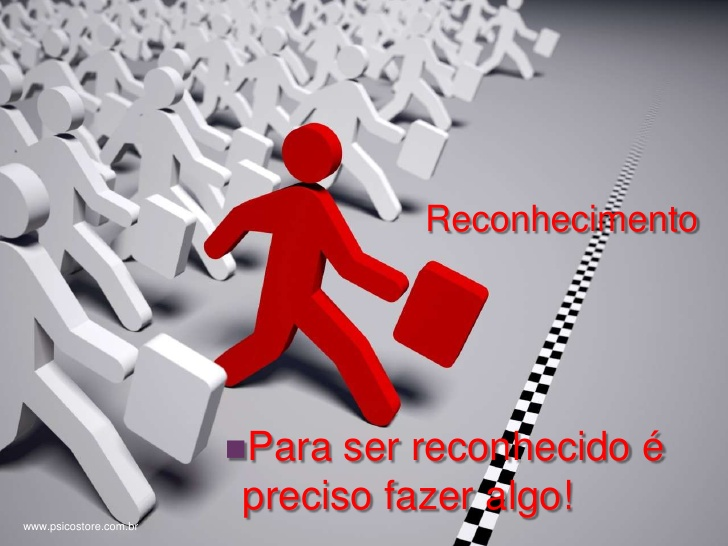 Reconhecimento
Para ser reconhecido é
preciso fazer algo!
www.psicostore.com.br